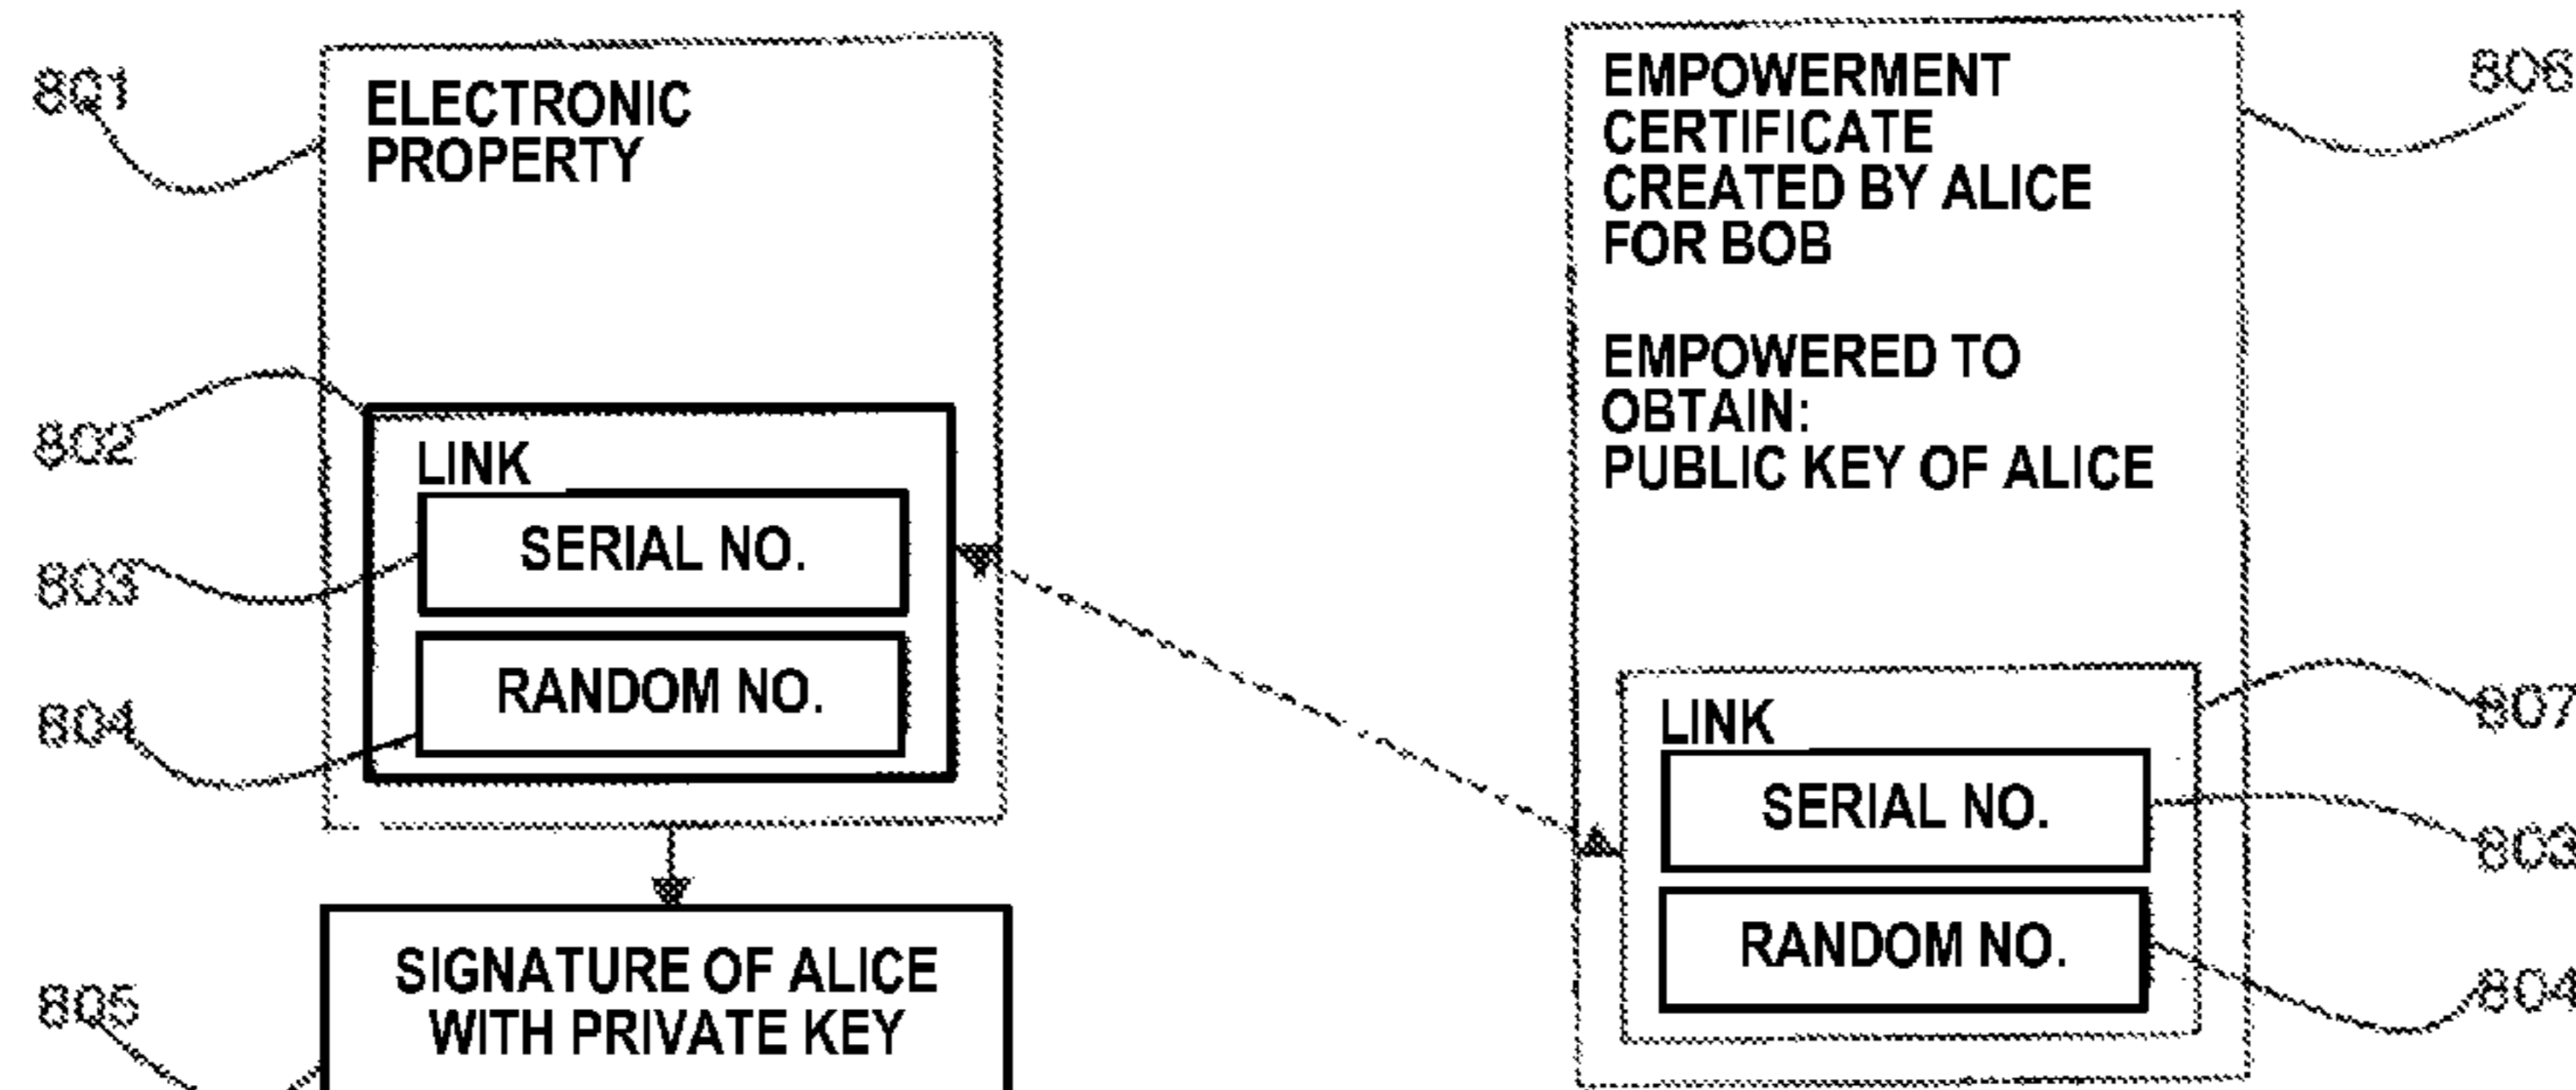 801
ELECTRONIC
PROPERTY
802
LINK
803
SERIAL NO.
804
RANDOM NO.
805
SIGNATURE OF ALICE
WITH PRIVATE KEY
806
EMPOWERMENT
CERTIFICATE
CREATED BY ALICE
FOR BOB
EMPOWERED TO
OBTAIN:
PUBLIC KEY OF ALICE
807
LINK
SERIAL NO.
803
RANDOM NO.
804